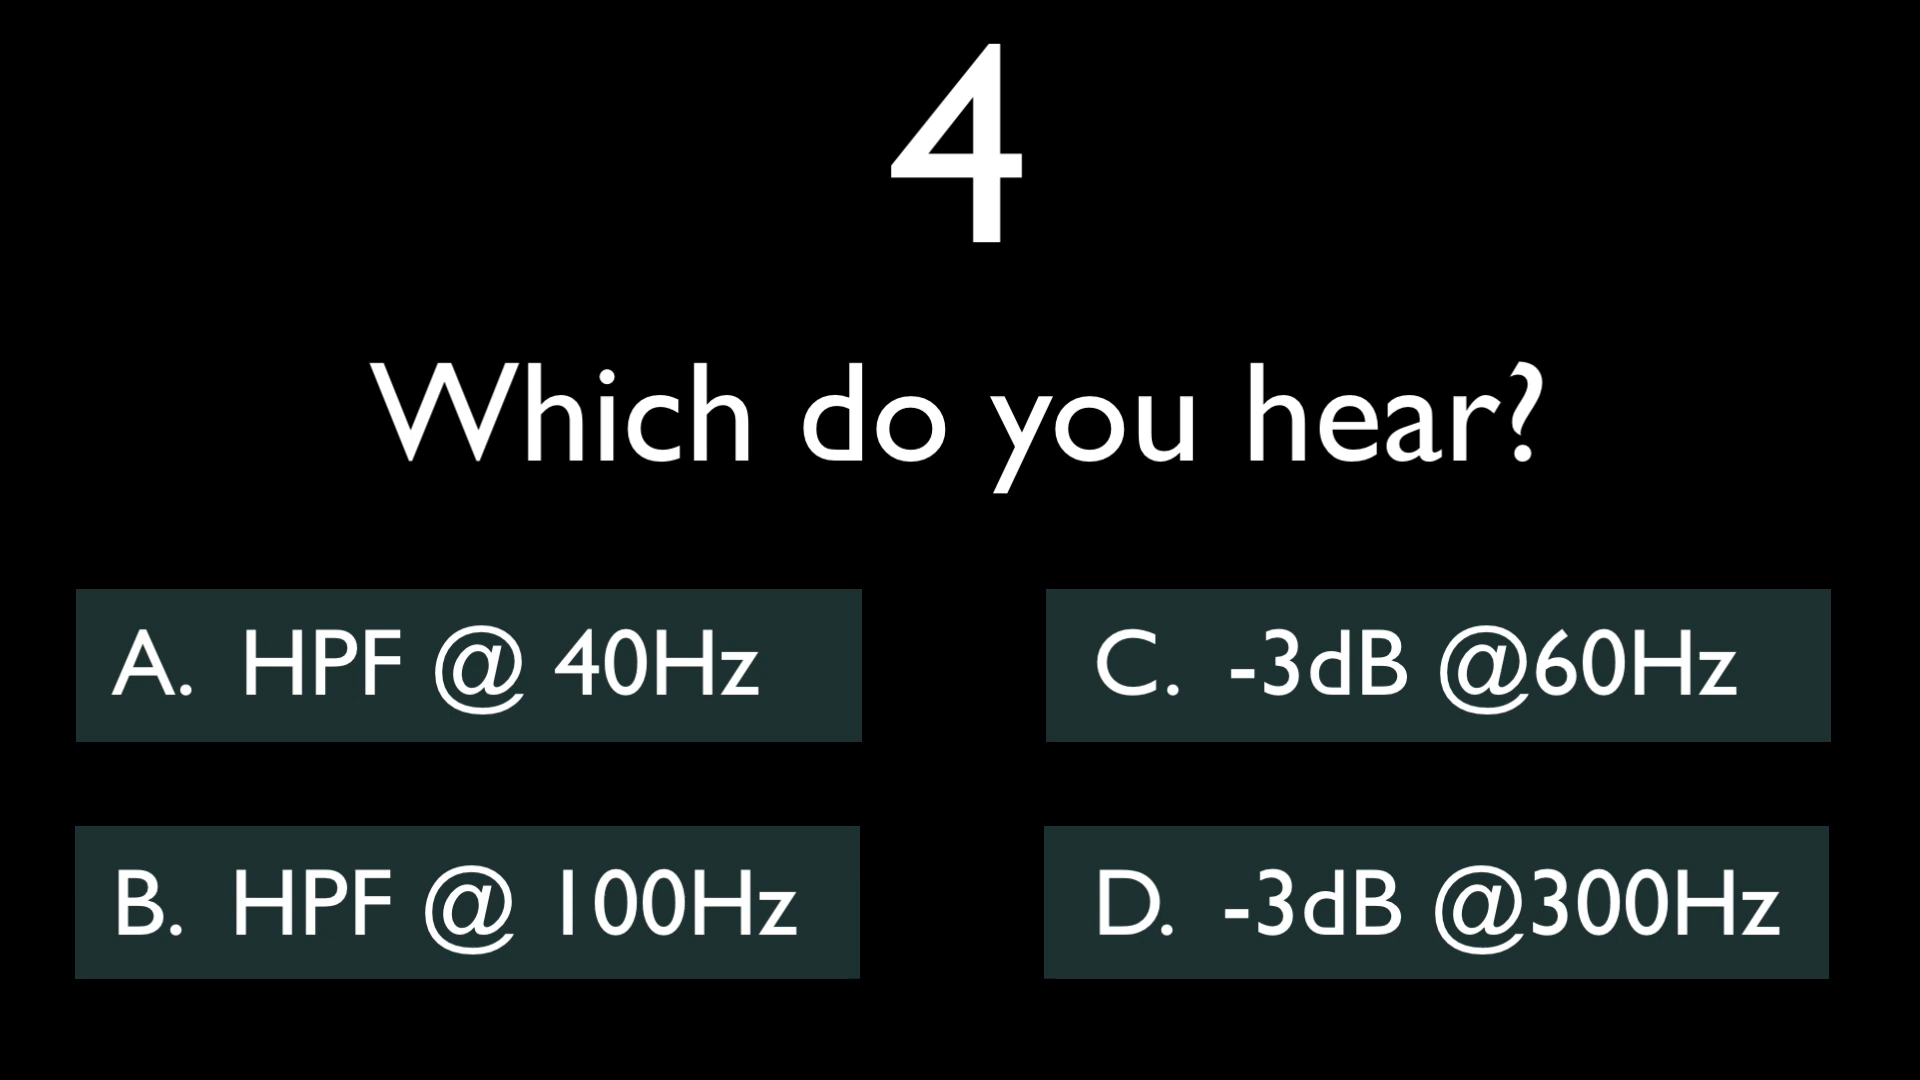 4
Which do you hear?
A. HPF @ 40Hz
B. HPF @ 100Hz
C. -3dB @60Hz
D. -3dB @300Hz